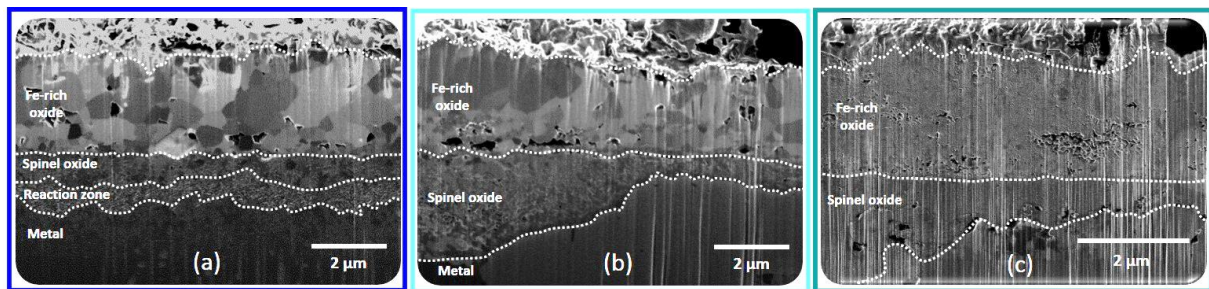 Fe-rich
oxide
Spinel oxide
Reaction zone
Metal
(a)
2 μm
Fe-rich
oxide
Spinel oxide
Metal
(b)
2 μm
Fe-rich
oxide
Spinel oxide
(c)
2 μm